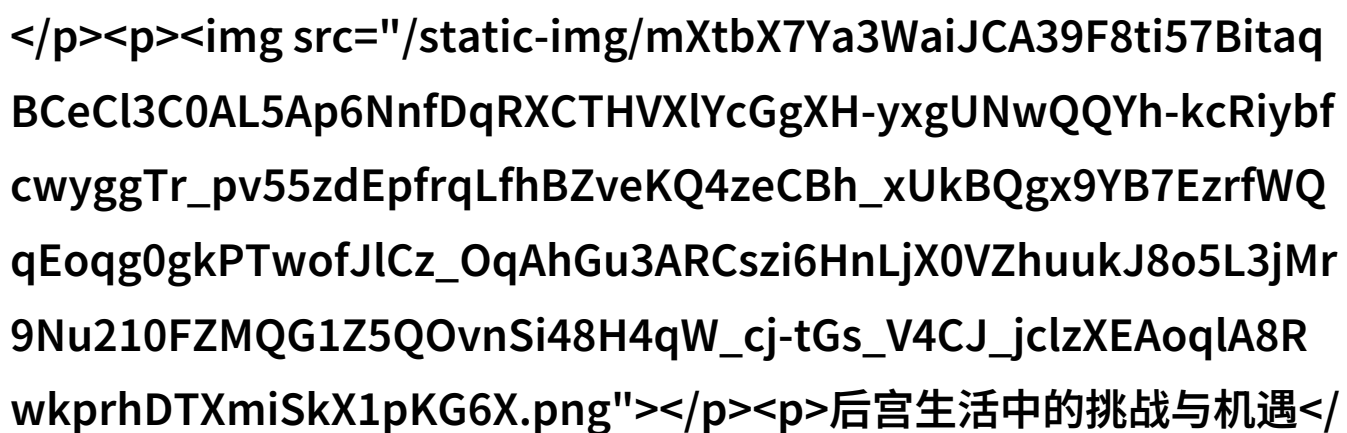 </p><p><img src="/static-img/mXtbX7Ya3WaiJCA39F8ti57Bitaq
BCeCl3C0AL5Ap6NnfDqRXCTHVXlYcGgXH-yxgUNwQQYh-kcRiybf
cwyggTr_pv55zdEpfrqLfhBZveKQ4zeCBh_xUkBQgx9YB7EzrfWQ
qEoqg0gkPTwofJlCz_OqAhGu3ARCszi6HnLjX0VZhuukJ8o5L3jMr
9Nu210FZMQG1Z5QOvnSi48H4qW_cj-tGs_V4CJ_jclzXEAoqlA8R
wkprhDTXmiSkX1pKG6X.png"></p><p>后宫生活中的挑战与机遇</